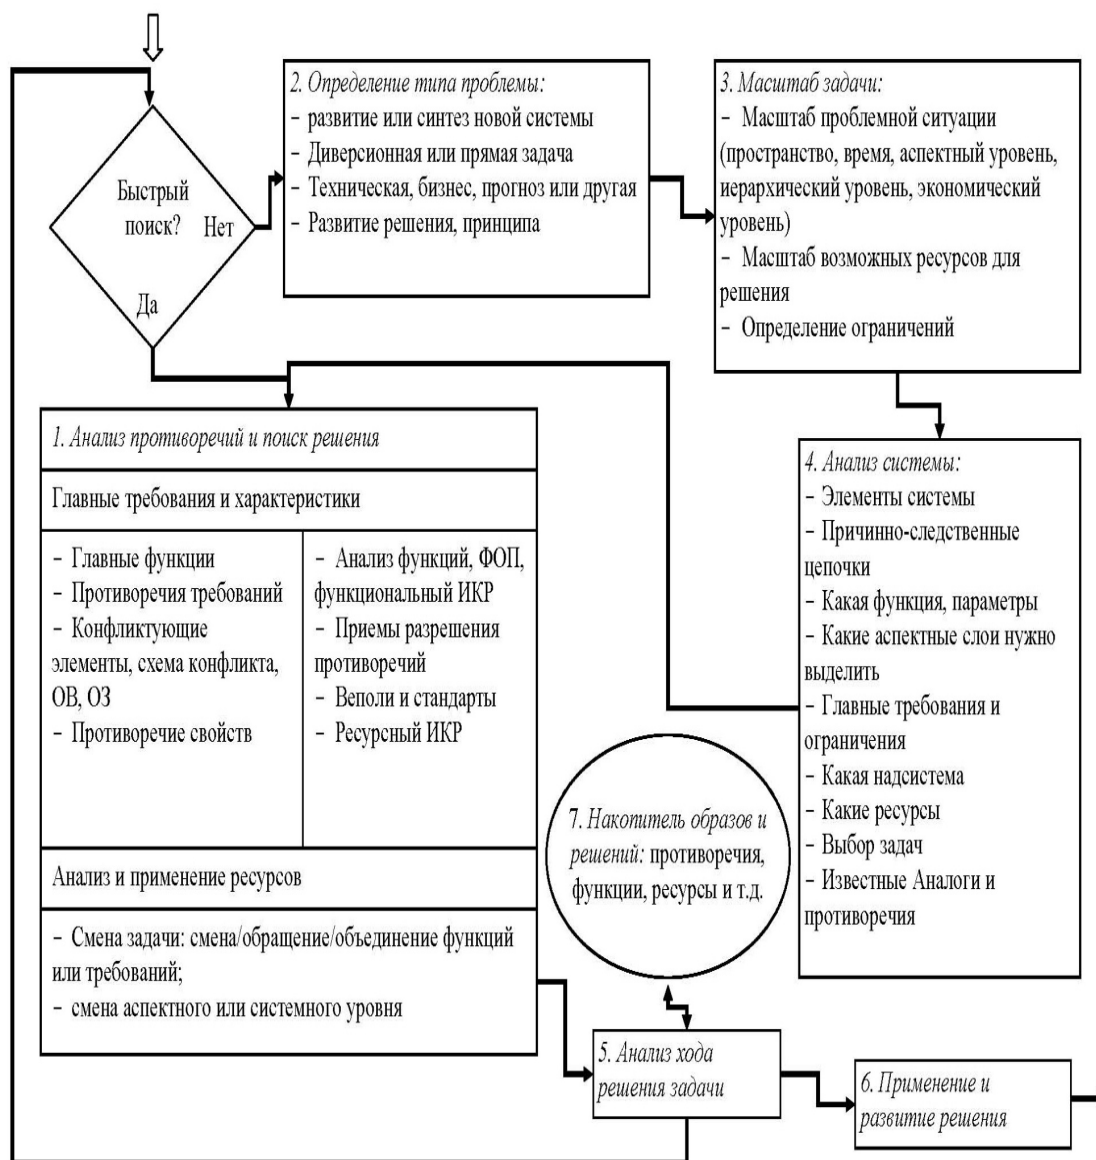 Быстрый
поиск?
Нет
Да
2. Определение типа проблемы:
– развитие или синтез новой системы
– Диверсионная или прямая задача
– Техническая, бизнес, прогноз или другая
– Развитие решения, принципа
3. Масштаб задачи:
– Масштаб проблемной ситуации
(пространство, время, аспектный уровень,
иерархический уровень, экономический
уровень)
– Масштаб возможных ресурсов для
решения
– Определение ограничений
1. Анализ противоречий и поиск решения
Главные требования и характеристики
– Главные функции
– Противоречия требований
– Конфликтующие
элементы, схема конфликта,
ОВ, ОЗ
– Противоречие свойств
– Анализ функций, ФОП,
функциональный ИКР
– Приемы разрешения
противоречий
– Веполи и стандарты
– Ресурсный ИКР
Анализ и применение ресурсов
– Смена задачи: смена/обращение/объединение функций
или требований;
– смена аспектного или системного уровня
4. Анализ системы:
– Элементы системы
– Причинно-следственные
цепочки
– Какая функция, параметры
– Какие аспектные слои нужно
выделить
– Главные требования и
ограничения
– Какая надсистема
– Какие ресурсы
– Выбор задач
– Известные Аналоги и
противоречия
7. Накопитель образов и
решений: противоречия,
функции, ресурсы и т.д.
5. Анализ хода
решения задачи
6. Применение и
развитие решения